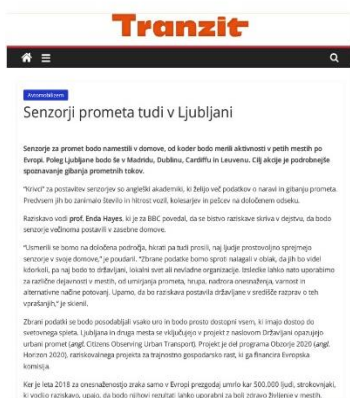 Tranzit
Avtomobilizem
Senzorji prometa tudi v Ljubljani
Senzorje za promet bodo namestili v domove, od koder bodo merili aktivnosti v petih mestih po
Evropi. Poleg Ljubljane bodo še v Madridu, Dublinu, Cardiffu in Leuvenu. Cilj akcije je podrobnejše
spoznavanje gibanja prometnih tokov.
"Krivci" za postavitev senzorjev so angleški akademiki, ki želijo več podatkov o naravi in gibanju prometa.
Predvsem jih bo zanimalo število in hitrost vozil, kolesarjev in pešcev na določenem odseku.
Raziskavo vodi prof. Enda Hayes, ki je za BBC povedal, da se bistvo raziskave skriva v dejstvu, da bodo
senzorje večinoma postavili v zasebne domove.
"Usmerili se bomo na določena področja, hkrati pa tudi prosili, naj ljudje prostovoljno sprejmejo
senzorje v svoje domove," je poudaril. "Zbrane podatke bomo sproti nalagali v oblak, da jih bo videl
kdorkoli, pa naj bodo to državljani, lokalni svet ali nevladne organizacije. Izsledke lahko nato uporabimo
za različne dejavnosti v mestih, od umirjanja prometa, hrupa, nadzora onesnaženja, varnost in
alternativne načine potovanj. Upamo, da bo raziskava postavila državljane v središče razprav o teh
vprašanjih," je sklenil.
Zbrani podatki se bodo posodabljali vsako uro in bodo prosto dostopni vsem, ki imajo dostop do
svetovnega spleta. Ljubljana in druga mesta se vključujejo v projekt z naslovom Državljani opazujejo
urbani promet (angl. Citizens Observing Urban Transport). Projekt je del programa Obzorje 2020 (angl.
Horizon 2020), raziskovalnega projekta za trajnostno gospodarsko rast, ki ga financira Evropska
komisija.
Ker je leta 2018 za onesnaženostjo zraka samo v Evropi prezgodaj umrlo kar 500.000 ljudi, strokovnjaki,
ki vodijo raziskavo, upajo, da bodo njihovi rezultati lahko uporabni za bolj zdravo življenje v mestih.